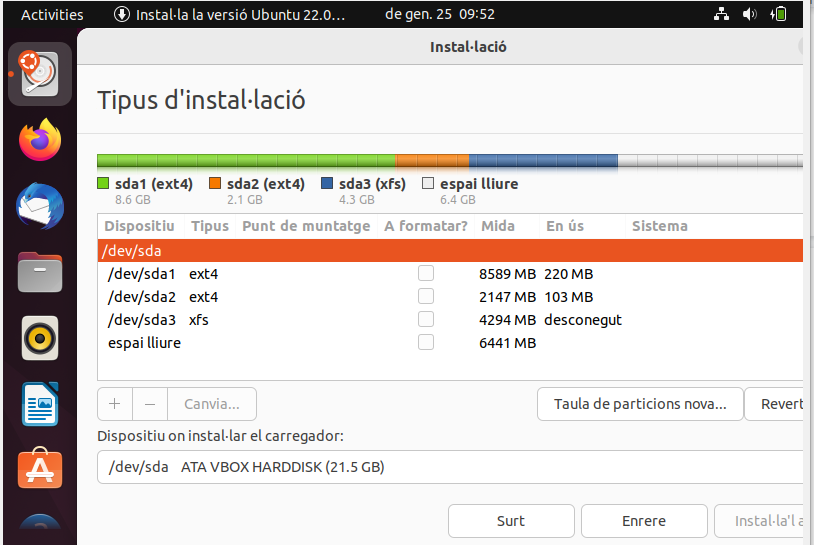 Activities Instal·la la versió Ubuntu 22.0… de gen. 25 09:52
Instal·lació
Tipus d'instal·lació
sda1 (ext4) sda2 (ext4) sda3 (xfs) espai lliure
8.6 GB 2.1 GB 4.3 GB 6.4 GB
Dispositiu Tipus Punt de muntatge A formatar? Mida En ús Sistema
/dev/sda
/dev/sda1 ext4 8589 MB 220 MB
/dev/sda2 ext4 2147 MB 103 MB
/dev/sda3 xfs 4294 MB desconegut
espai lliure 6441 MB
+ − Canvia... Taula de particions nova... Revert
Dispositiu on instal·lar el carregador:
/dev/sda ATA VBOX HARDDISK (21.5 GB)
Surt Enrere Instal·la'l a